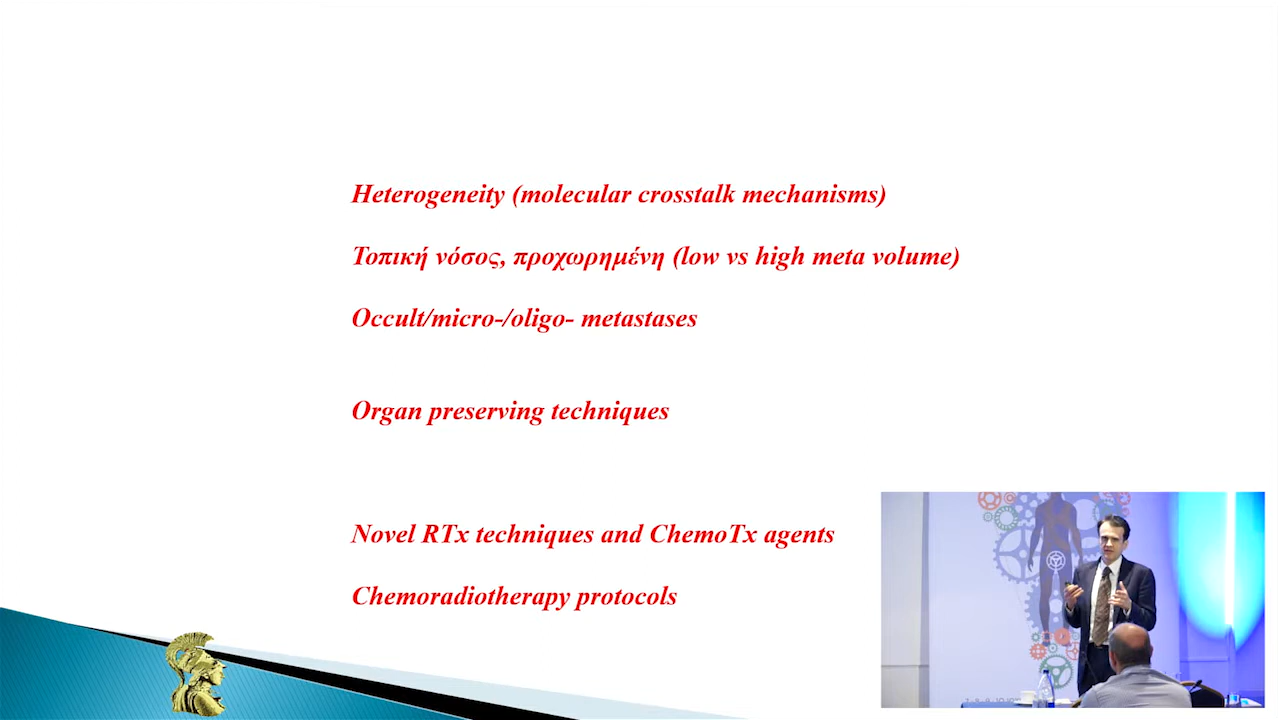 Heterogeneity (molecular crosstalk mechanisms)
Τοπική νόσος, προχωρημένη (low vs high meta volume)
Occult/micro-/oligo- metastases
Organ preserving techniques
Novel RTx techniques and ChemoTx agents
Chemoradiotherapy protocols